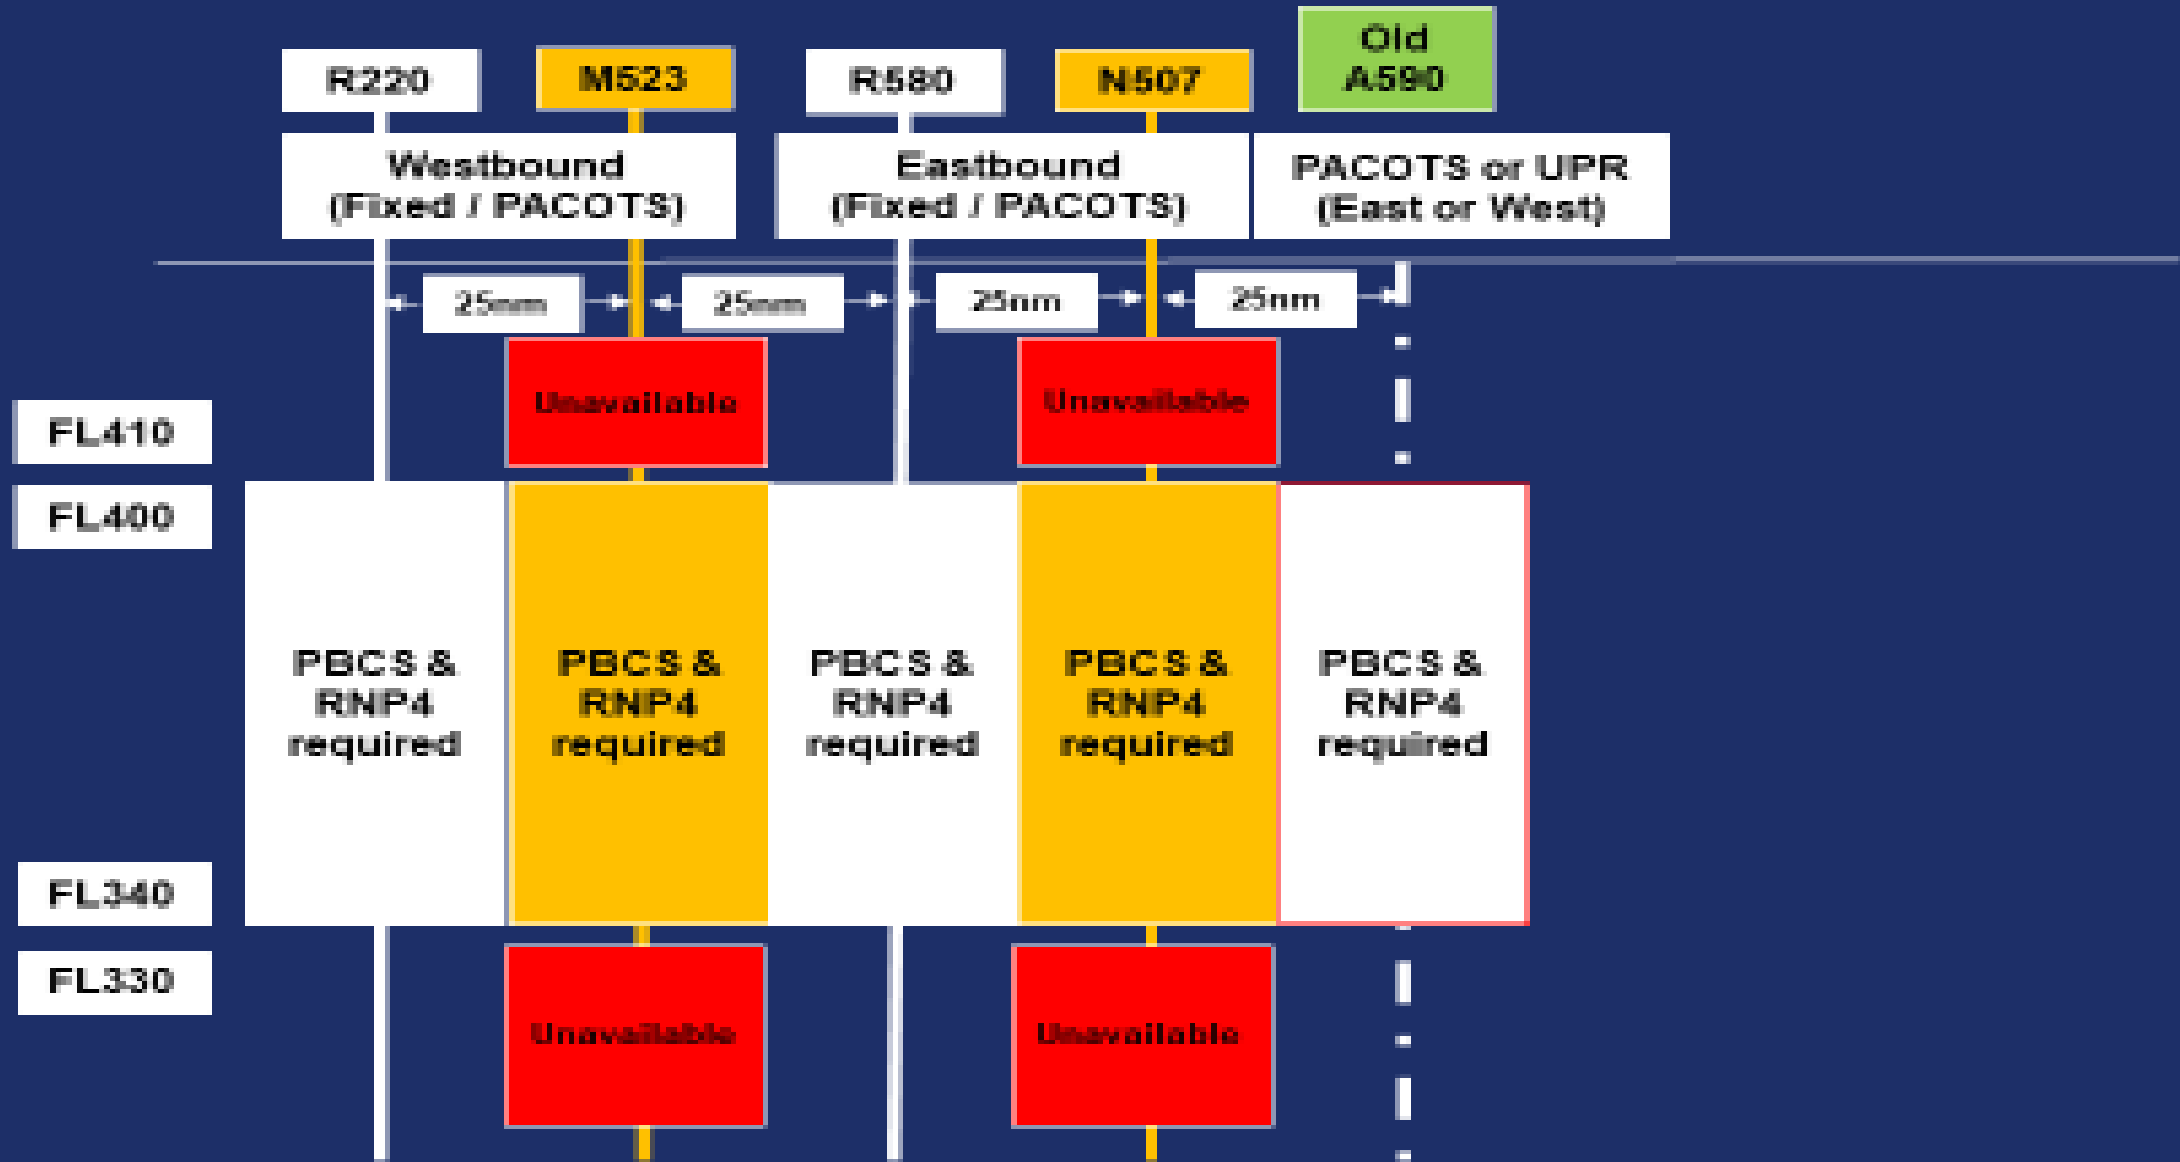 Old
R220 M523 R580 N507 A590
Westbound
(Fixed / PACOTS)
Eastbound
(Fixed / PACOTS)
PACOTS or UPR
(East or West)
25nm 25nm 25nm 25nm
Unavailable Unavailable
FL410
FL400
PBCS &
RNP4
required
PBCS &
RNP4
required
PBCS &
RNP4
required
PBCS &
RNP4
required
PBCS &
RNP4
required
FL340
FL330
Unavailable Unavailable